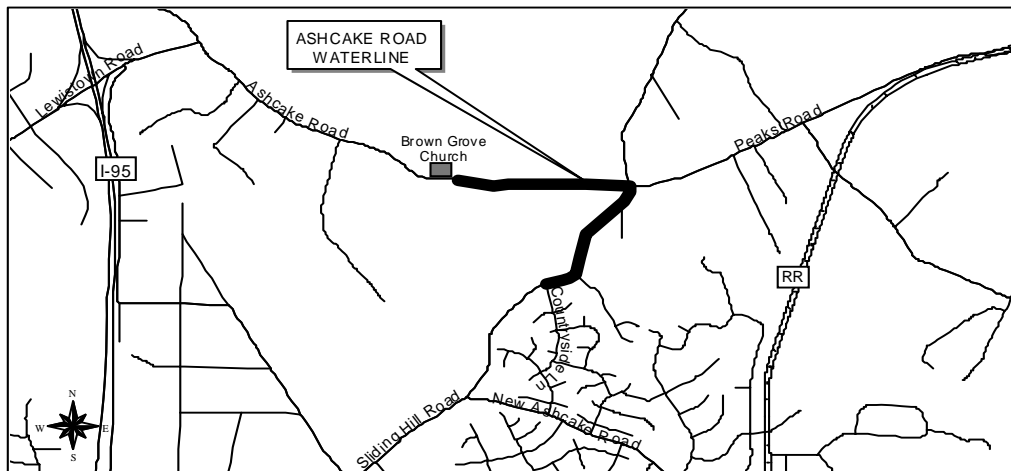 ASHCAKE ROAD
WATERLINE
Lewistown Road
Ashcake Road
Brown Grove
Church
Peaks Road
I-95
RR
Countryside Ln
Sliding Hill Road
New Ashcake Road
N
W
E
S